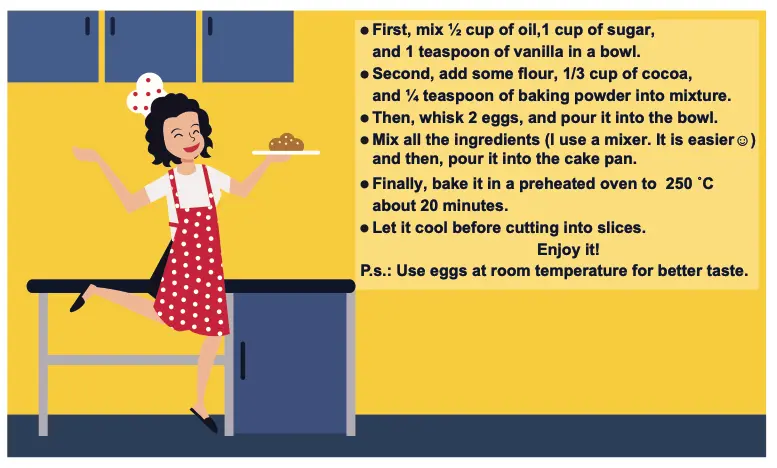 ● First, mix ½ cup of oil,1 cup of sugar,
and 1 teaspoon of vanilla in a bowl.
● Second, add some flour, 1/3 cup of cocoa,
and ¼ teaspoon of baking powder into mixture.
● Then, whisk 2 eggs, and pour it into the bowl.
● Mix all the ingredients (I use a mixer. It is easier☺)
and then, pour it into the cake pan.
● Finally, bake it in a preheated oven to 250 ˚C
about 20 minutes.
● Let it cool before cutting into slices.
Enjoy it!
P.s.: Use eggs at room temperature for better taste.